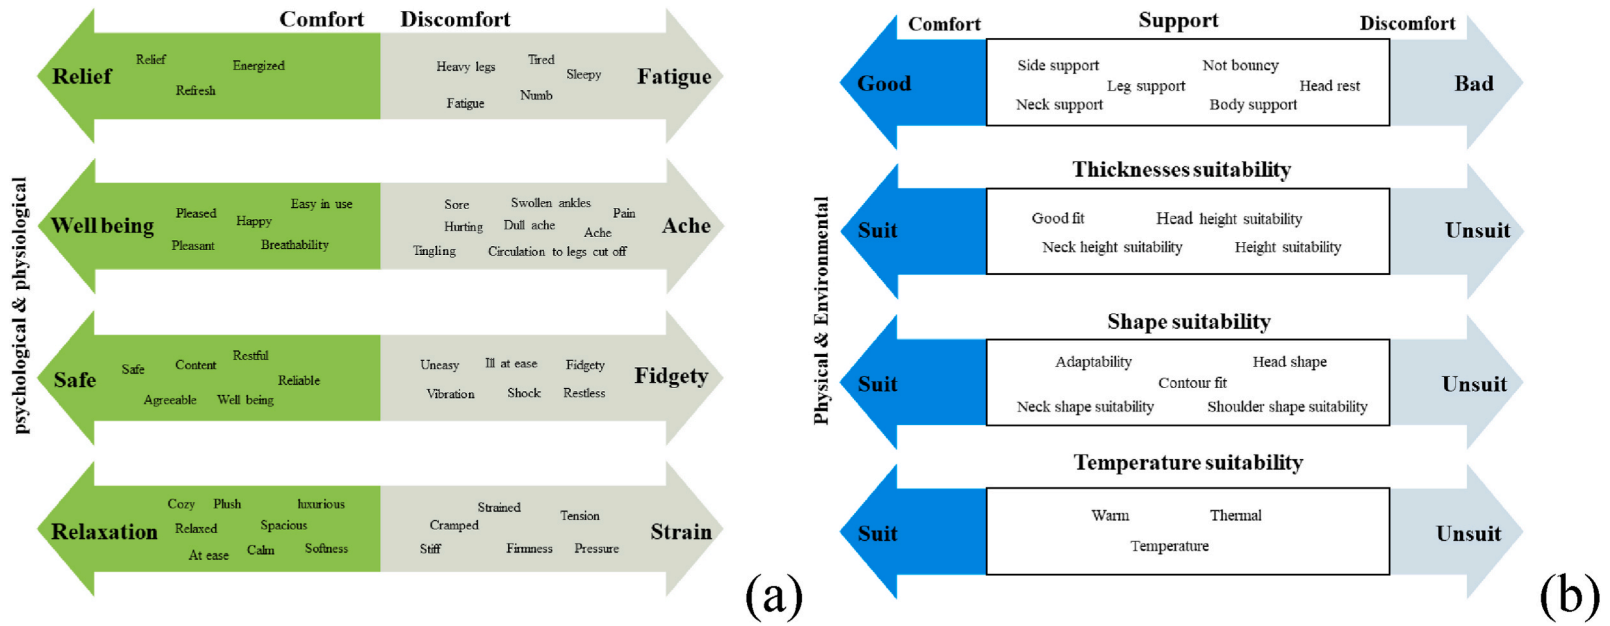 Comfort Discomfort
Relief
Relief
Energized
Refresh
Heavy legs
Tired
Sleepy
Fatigue
Numb
Fatigue
Well being
Pleased
Happy
Easy in use
Pleasant
Breathability
Sore
Swollen ankles
Pain
Hurting
Dull ache
Ache
Tingling
Circulation to legs cut off
Ache
Safe
Safe
Content
Restful
Reliable
Agreeable
Well being
Uneasy
Ill at ease
Fidgety
Vibration
Shock
Restless
Fidgety
Relaxation
Cozy
Plush
luxurious
Relaxed
Spacious
At ease
Calm
Softness
Strained
Tension
Cramped
Stiff
Firmness
Pressure
Strain
psychological & physiological
(a)
Comfort
Support
Discomfort
Good
Side support
Not bouncy
Leg support
Head rest
Neck support
Body support
Bad
Thicknesses suitability
Suit
Good fit
Head height suitability
Neck height suitability
Height suitability
Unsuit
Shape suitability
Suit
Adaptability
Head shape
Contour fit
Neck shape suitability
Shoulder shape suitability
Unsuit
Temperature suitability
Suit
Warm
Thermal
Temperature
Unsuit
Physical & Environmental
(b)